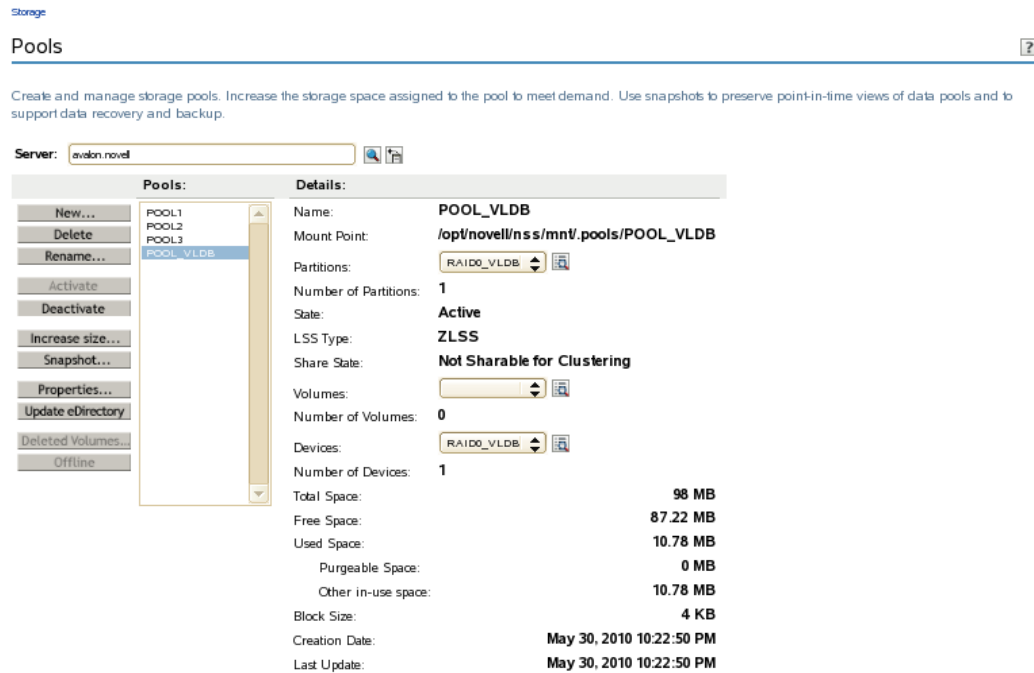 Storage
Pools
?
Create and manage storage pools. Increase the storage space assigned to the pool to meet demand. Use snapshots to preserve point-in-time views of data pools and to
support data recovery and backup.
Server: avalon.novell
Pools: Details:
New...
Delete
Rename...
Activate
Deactivate
Increase size...
Snapshot...
Properties...
Update eDirectory
Deleted Volumes...
Offline
POOL1
POOL2
POOL3
POOL_VLDB
Name: POOL_VLDB
Mount Point: /opt/novell/nss/mnt/.pools/POOL_VLDB
Partitions: RAID0_VLDB
Number of Partitions: 1
State: Active
LSS Type: ZLSS
Share State: Not Sharable for Clustering
Volumes:
Number of Volumes: 0
Devices: RAID0_VLDB
Number of Devices: 1
Total Space: 98 MB
Free Space: 87.22 MB
Used Space: 10.78 MB
Purgeable Space: 0 MB
Other in-use space: 10.78 MB
Block Size: 4 KB
Creation Date: May 30, 2010 10:22:50 PM
Last Update: May 30, 2010 10:22:50 PM